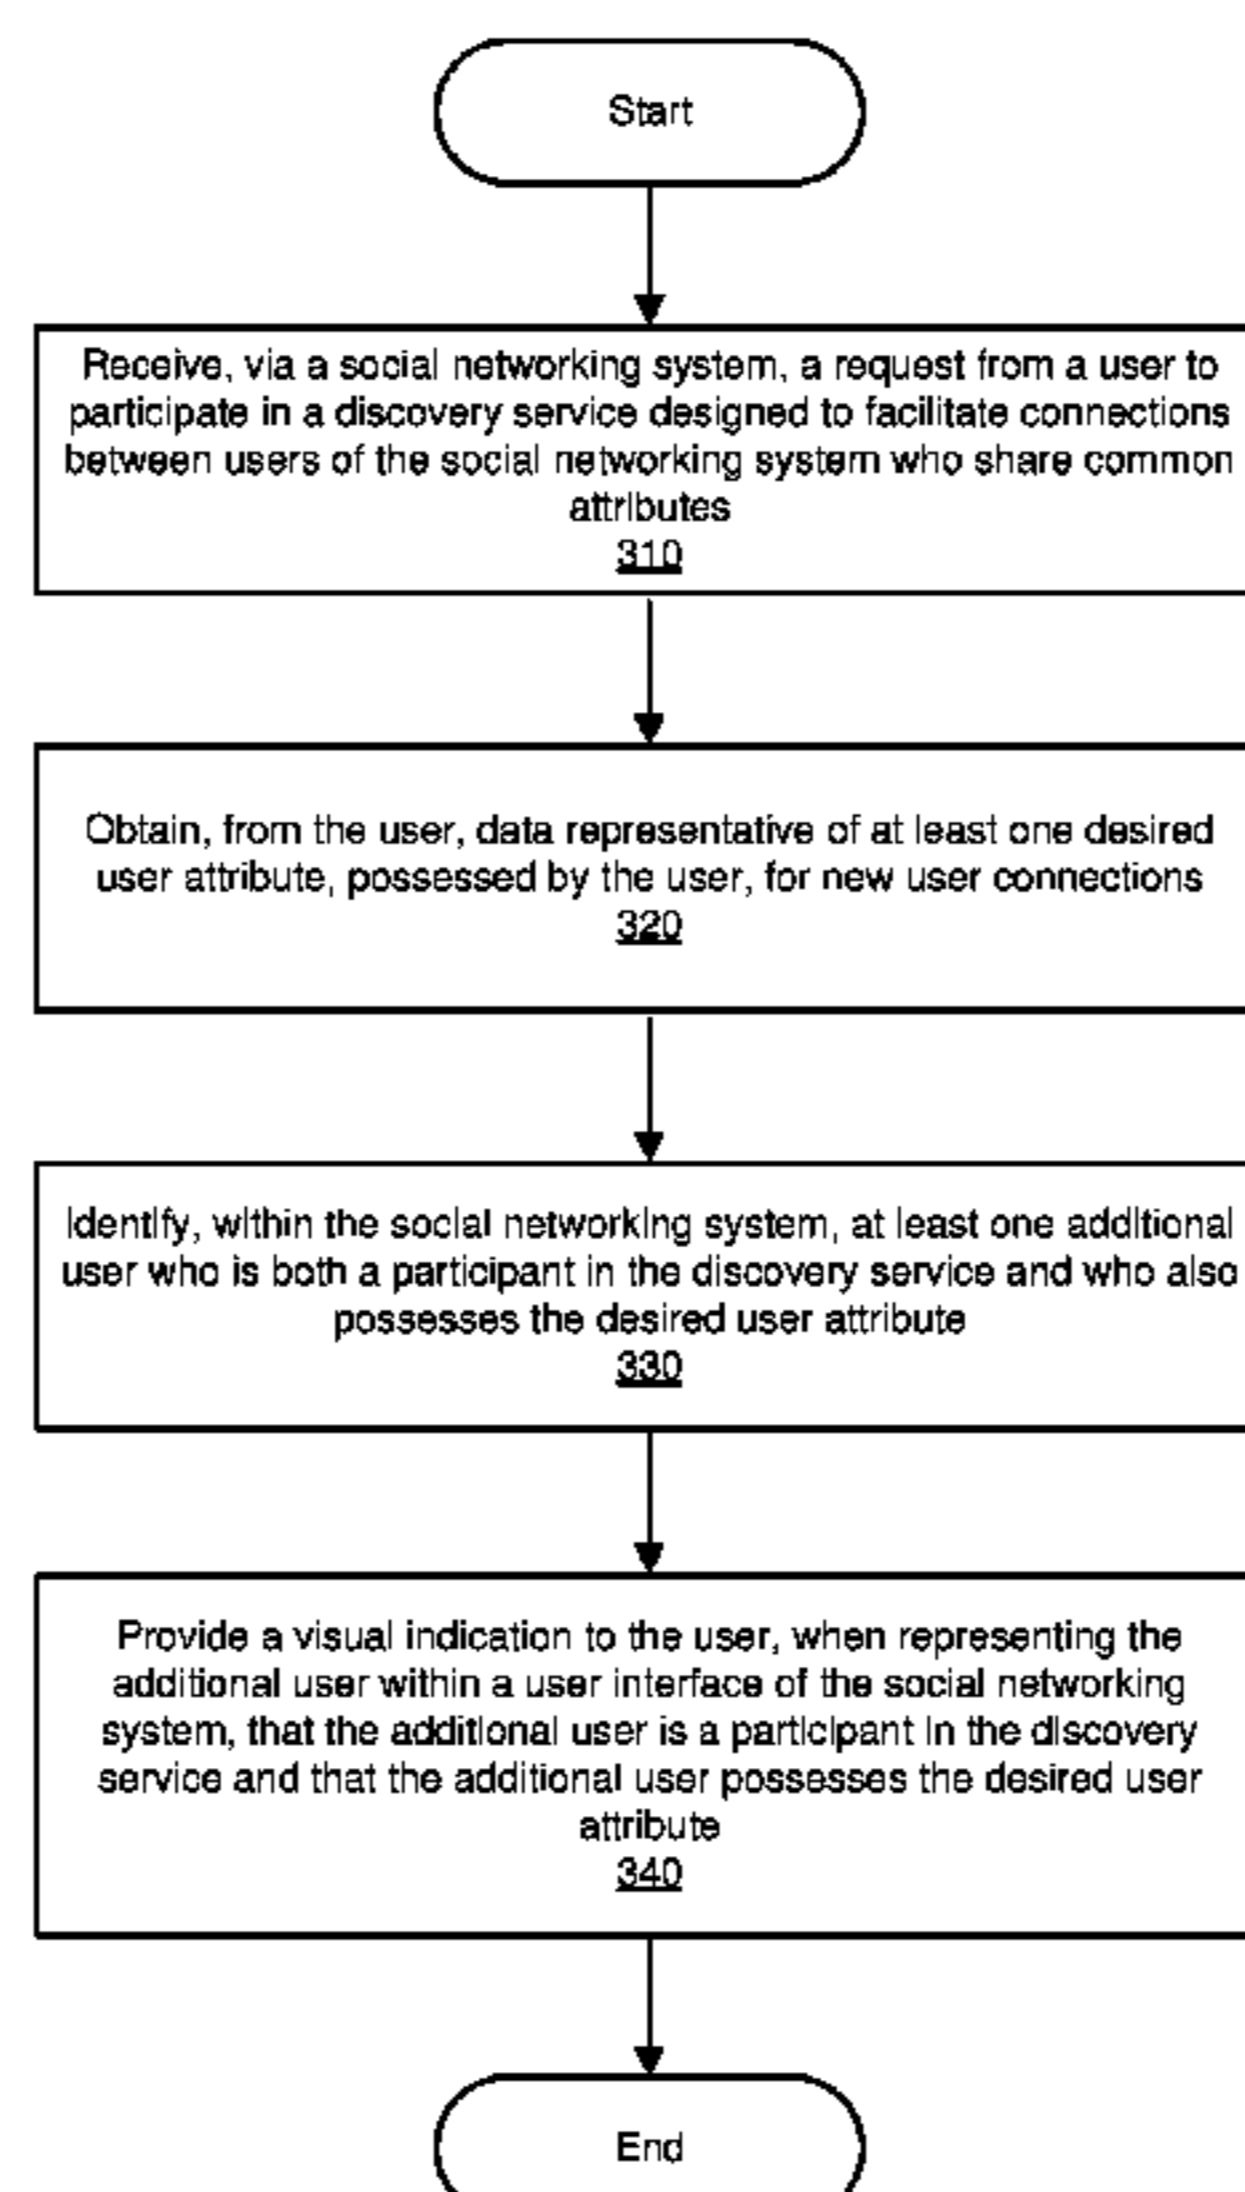 Start
Receive, via a social networking system, a request from a user to
participate in a discovery service designed to facilitate connections
between users of the social networking system who share common
attributes
310
Obtain, from the user, data representative of at least one desired
user attribute, possessed by the user, for new user connections
320
Identify, within the social networking system, at least one additional
user who is both a participant in the discovery service and who also
possesses the desired user attribute
330
Provide a visual indication to the user, when representing the
additional user within a user interface of the social networking
system, that the additional user is a participant in the discovery
service and that the additional user possesses the desired user
attribute
340
End